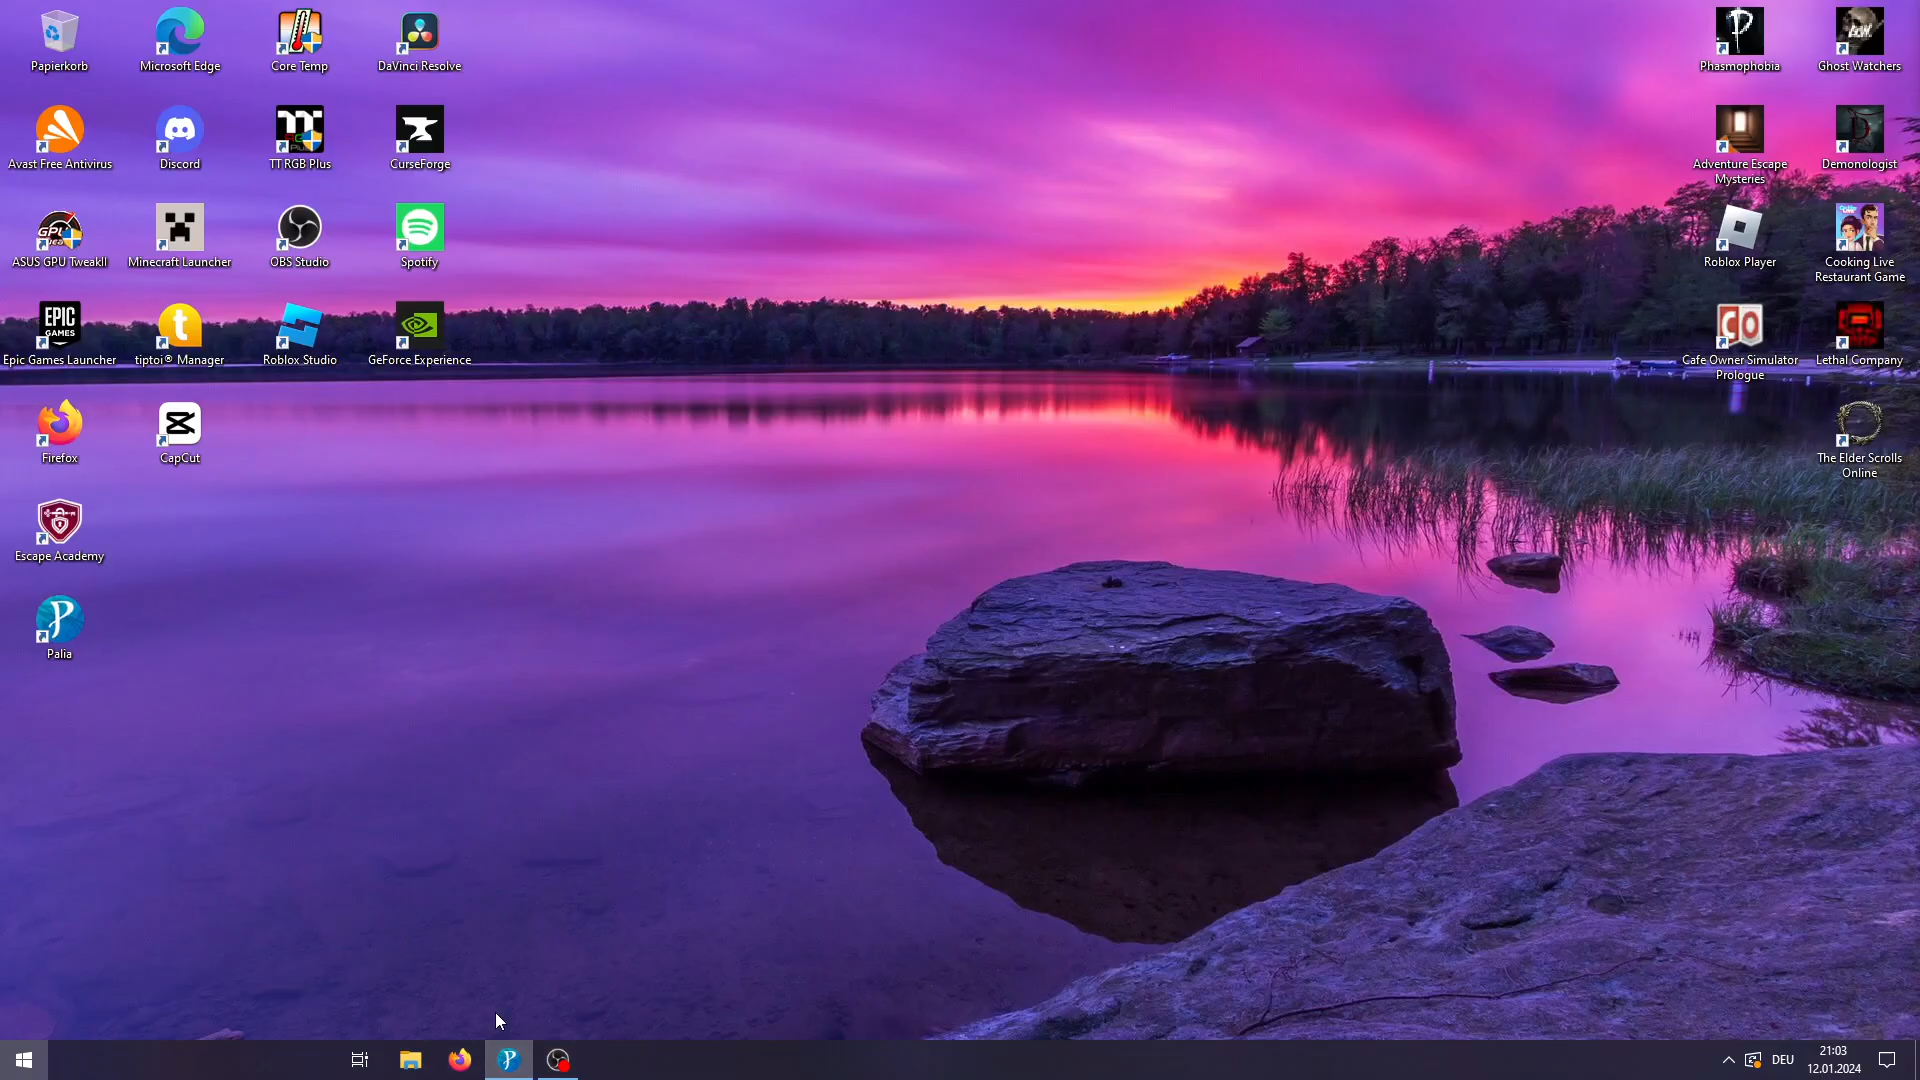 Papierkorb
Microsoft Edge
Core Temp
DaVinci Resolve
Phasmophobia
Ghost Watchers
Avast Free Antivirus
Discord
TT RGB Plus
CurseForge
Adventure Escape
Mysteries
Demonologist
ASUS GPU TweakII
Minecraft Launcher
OBS Studio
Spotify
Roblox Player
Cooking Live
Restaurant Game
EPIC
GAMES
Epic Games Launcher
tiptoi® Manager
Roblox Studio
GeForce Experience
CO
Cafe Owner Simulator
Prologue
Lethal Company
Firefox
CapCut
The Elder Scrolls
Online
Escape Academy
Palia
DEU
21:03
12.01.2024